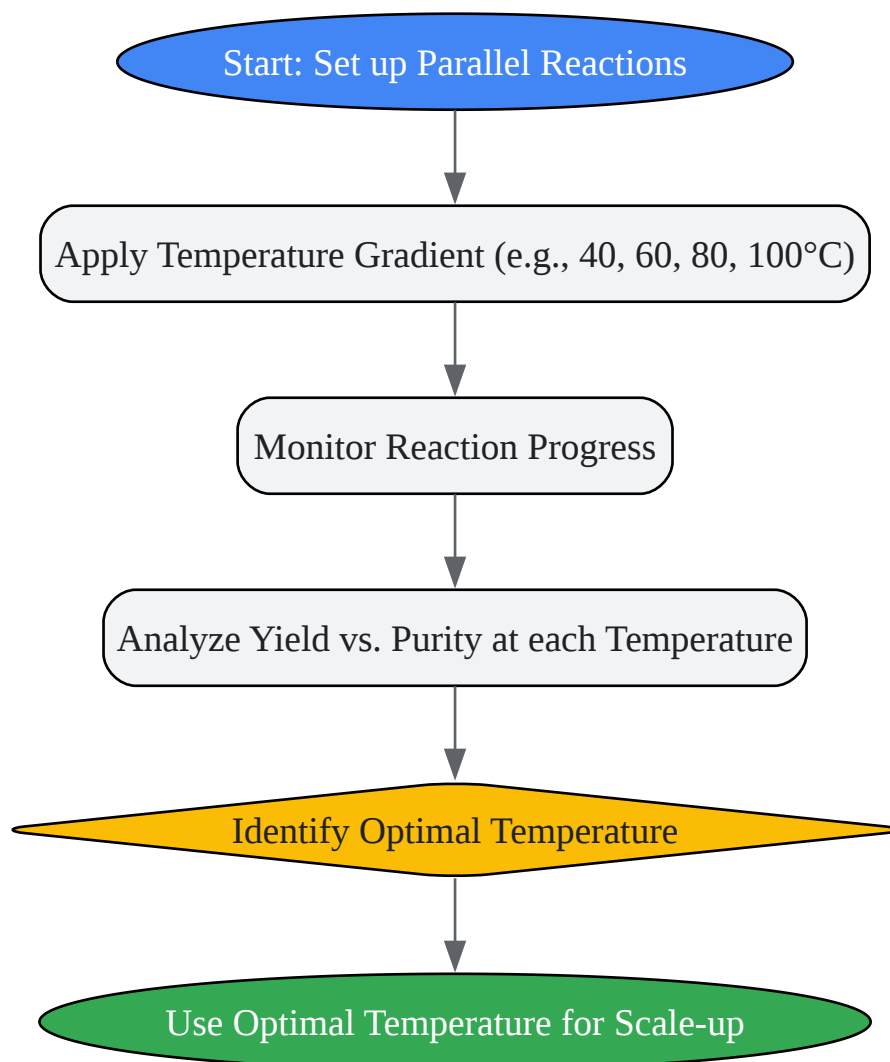 Start: Set up Parallel Reactions
Apply Temperature Gradient (e.g., 40, 60, 80, 100°C)
Monitor Reaction Progress
Analyze Yield vs. Purity at each Temperature
Identify Optimal Temperature
Use Optimal Temperature for Scale-up